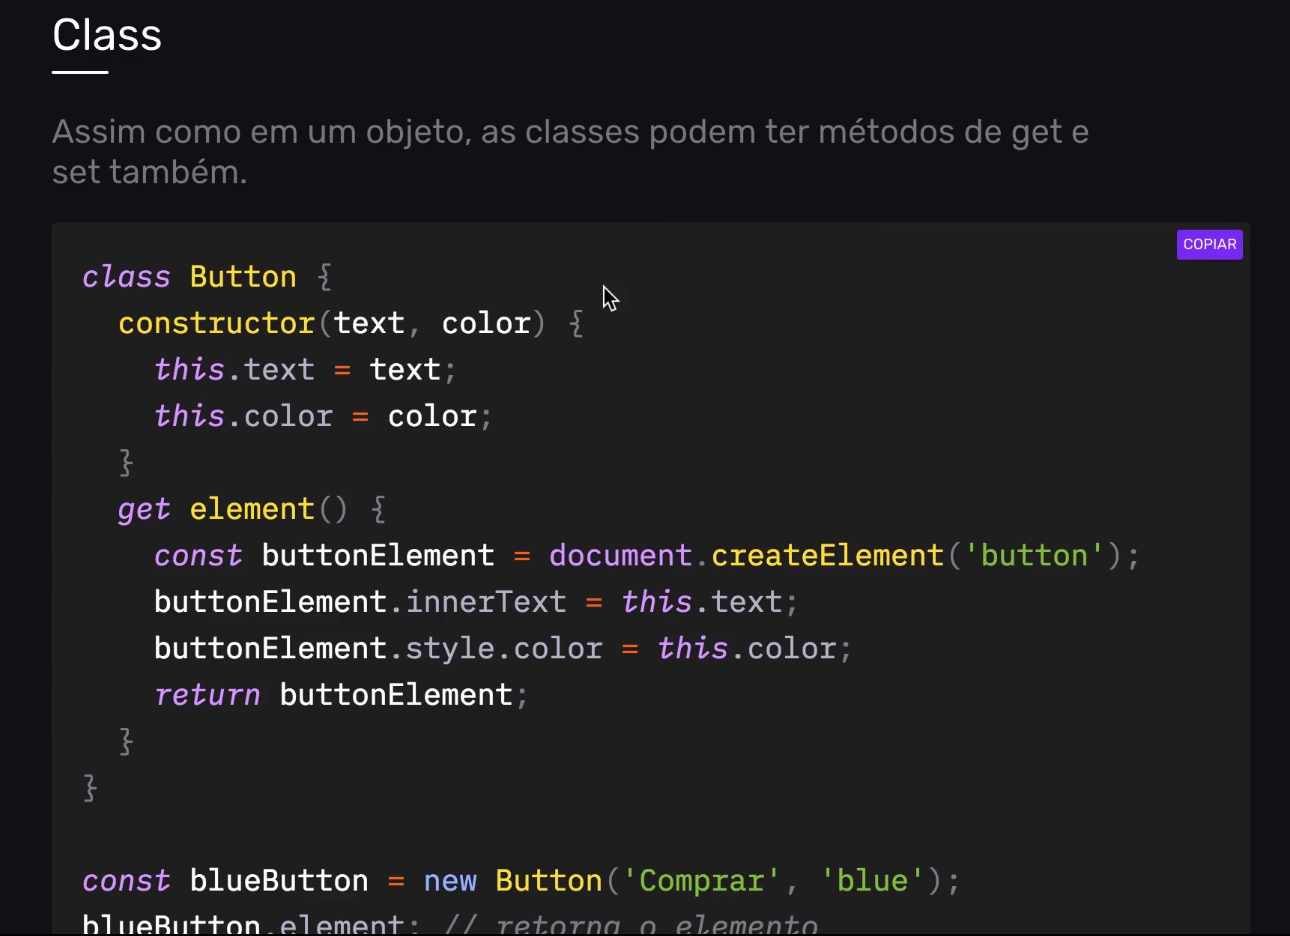 Class
Assim como em um objeto, as classes podem ter métodos de get e
set também.
COPIAR
class Button {
  constructor(text, color) {
    this.text = text;
    this.color = color;
  }
  get element() {
    const buttonElement = document.createElement('button');
    buttonElement.innerText = this.text;
    buttonElement.style.color = this.color;
    return buttonElement;
  }
}
const blueButton = new Button('Comprar', 'blue');
blueButton.element; // retorna o elemento